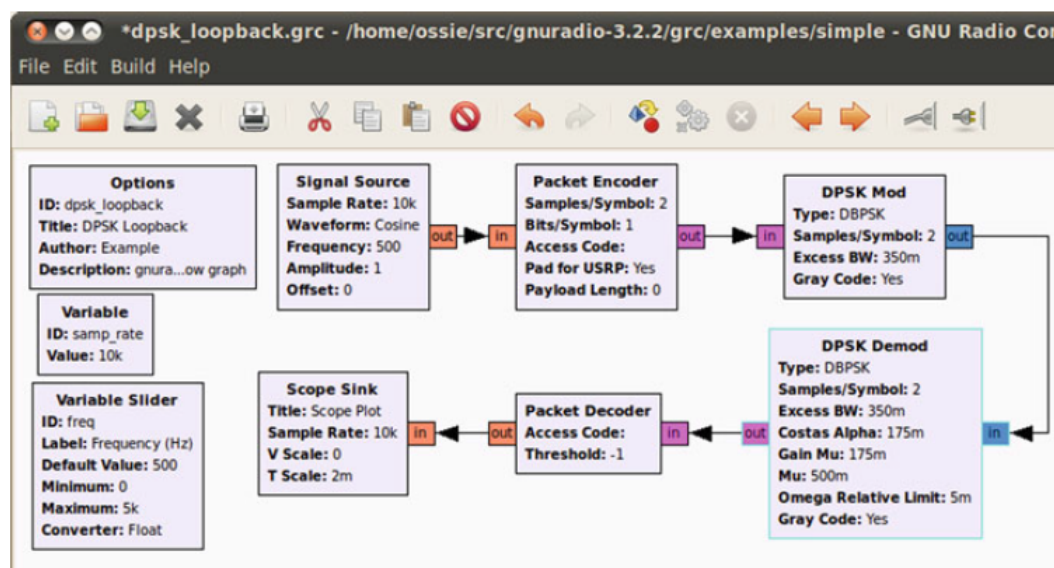 *dpsk_loopback.grc - /home/ossie/src/gnuradio-3.2.2/grc/examples/simple - GNU Radio
File Edit Build Help
Options
ID: dpsk_loopback
Title: DPSK Loopback
Author: Example
Description: gnura...ow graph
Signal Source
Sample Rate: 10k
Waveform: Cosine
Frequency: 500
Amplitude: 1
Offset: 0
out
in
Packet Encoder
Samples/Symbol: 2
Bits/Symbol: 1
Access Code:
Pad for USRP: Yes
Payload Length: 0
out
in
DPSK Mod
Type: DBPSK
Samples/Symbol: 2
Excess BW: 350m
Gray Code: Yes
out
Variable
ID: samp_rate
Value: 10k
Variable Slider
ID: freq
Label: Frequency (Hz)
Default Value: 500
Minimum: 0
Maximum: 5k
Converter: Float
Scope Sink
Title: Scope Plot
Sample Rate: 10k
V Scale: 0
T Scale: 2m
in
out
Packet Decoder
Access Code:
Threshold: -1
in
out
DPSK Demod
Type: DBPSK
Samples/Symbol: 2
Excess BW: 350m
Costas Alpha: 175m
Gain Mu: 175m
Mu: 500m
Omega Relative Limit: 5m
Gray Code: Yes
in